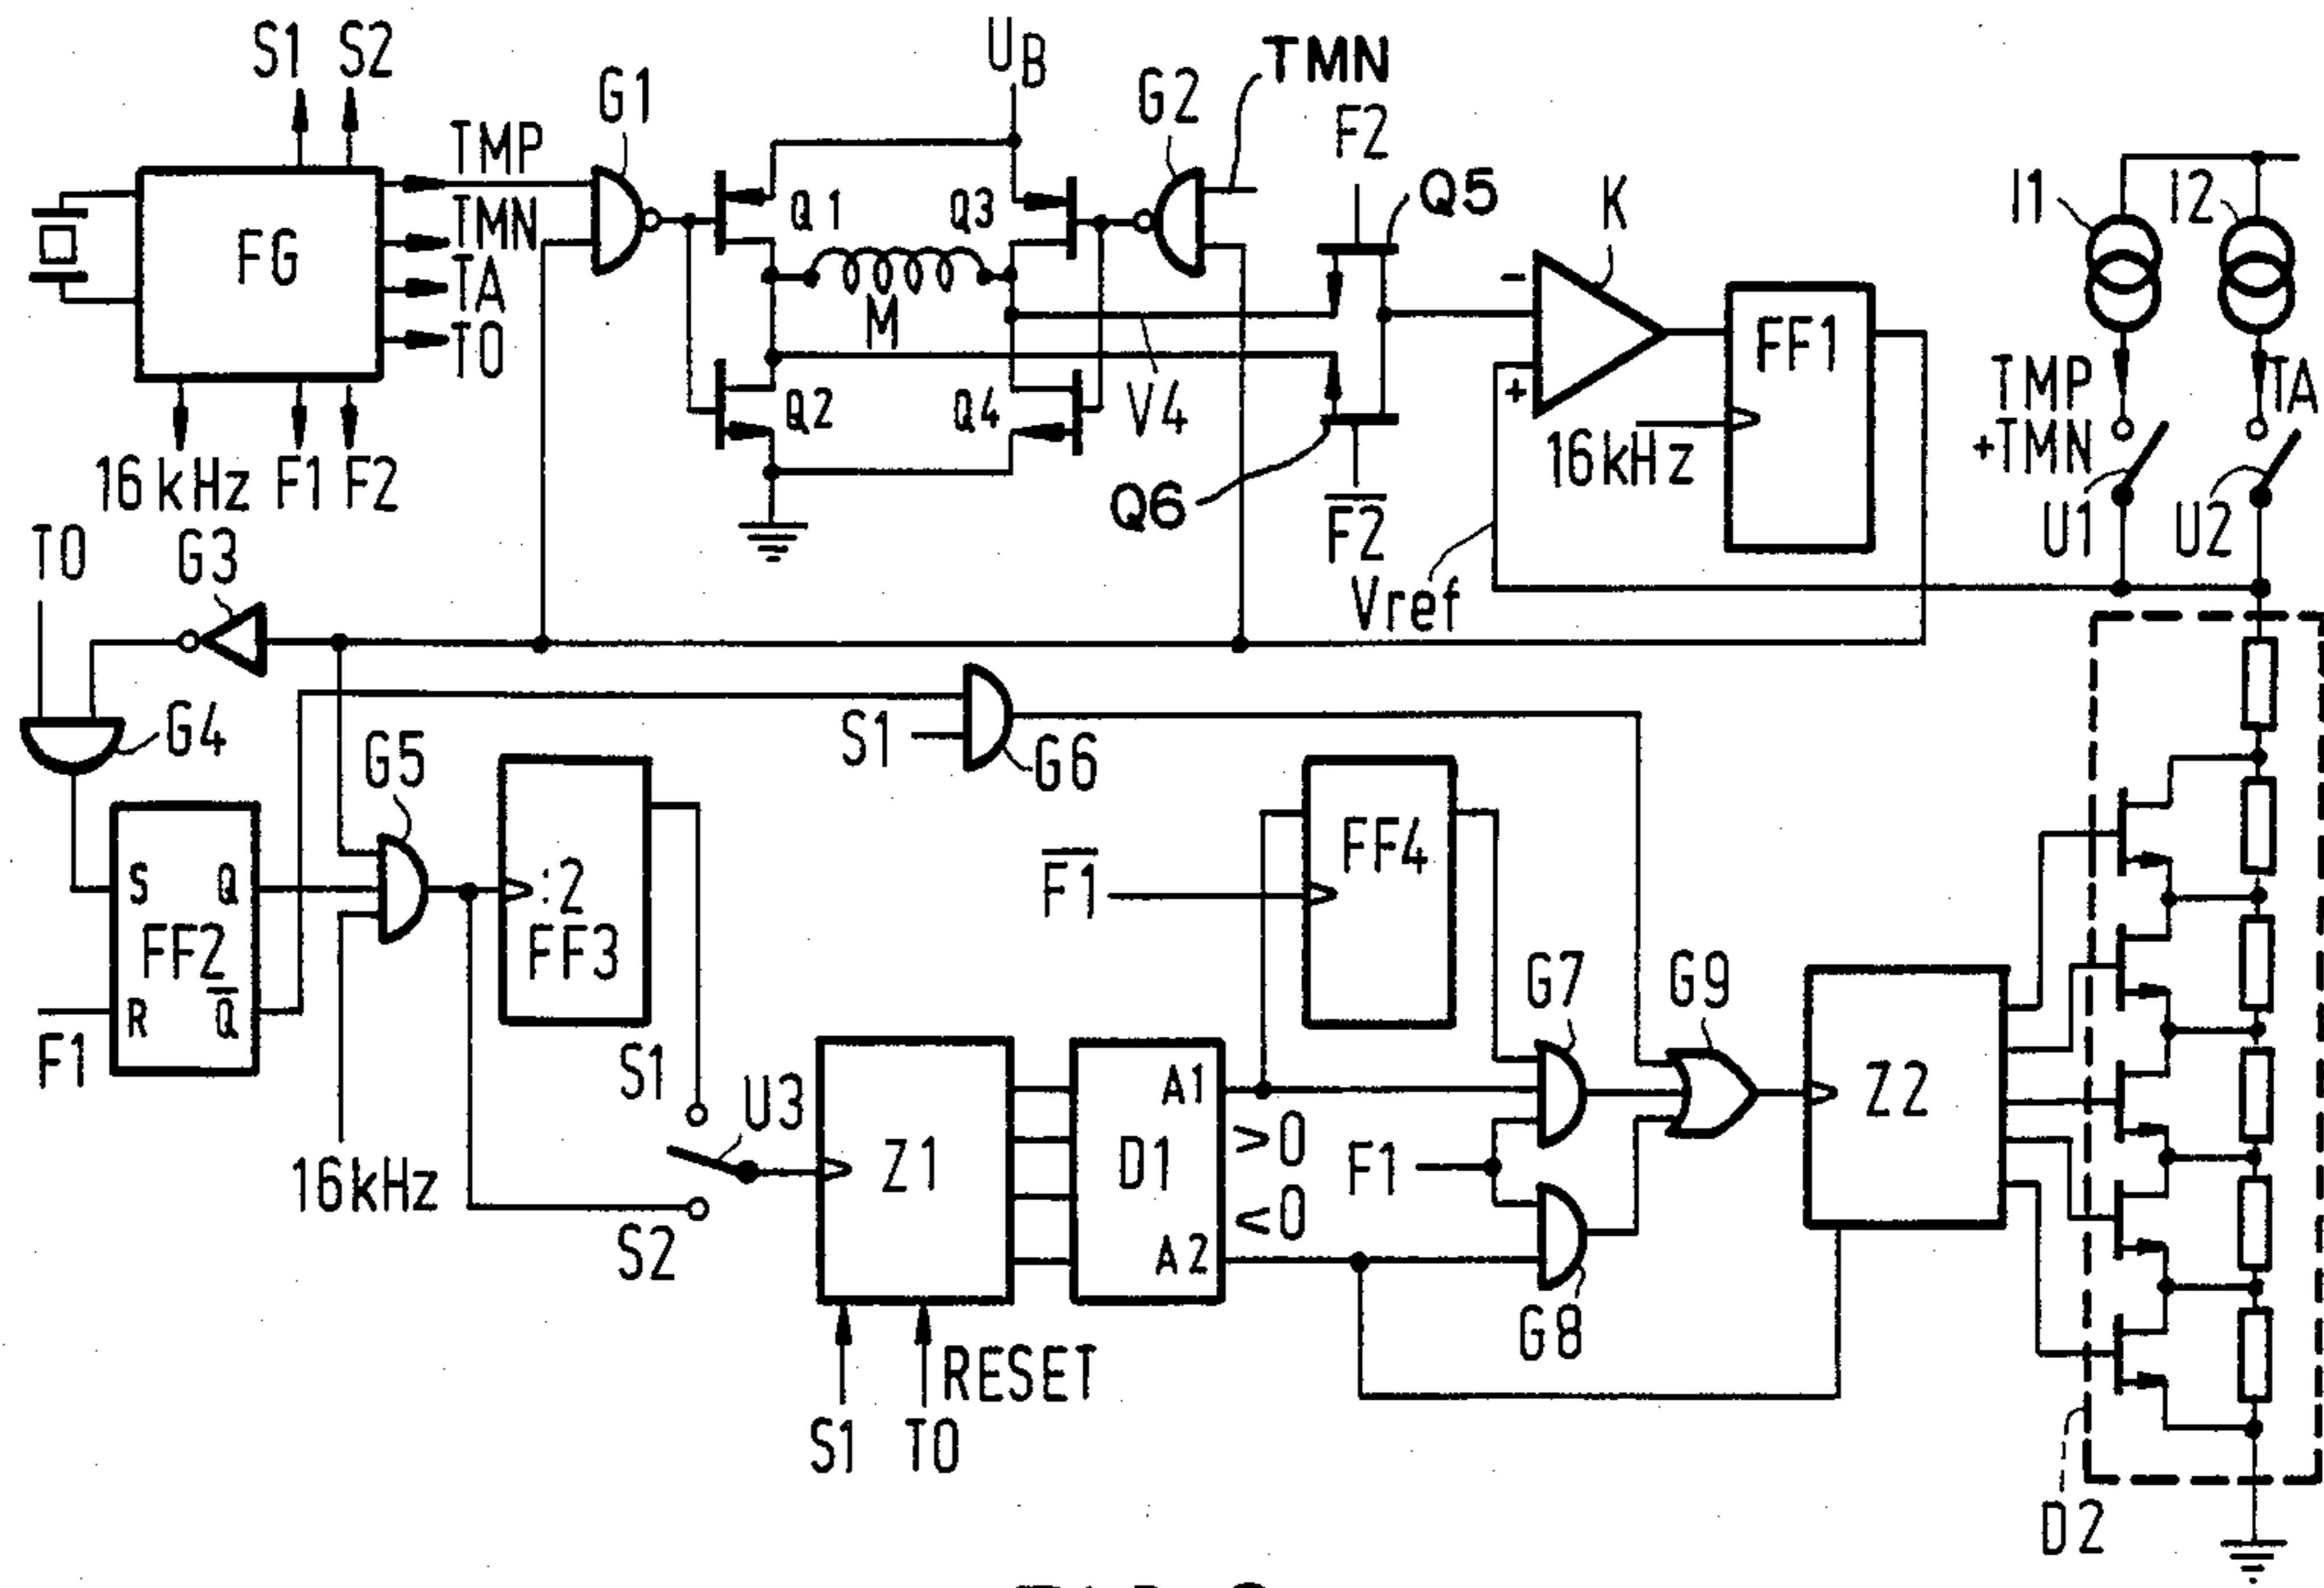 S1 S2
UB
TMN
G1
G2
F2
TMP
TMN
TA
T0
FG
Q1
Q3
Q5
K
I1
I2
M
FF1
TMP
+TMN
TA
-
+
Q2
Q4
V4
16kHz
16 kHz F1 F2
Q6
F2
U1
U2
T0
G3
Vref
G4
G5
S1
G6
S Q
FF2
R Q
:2
FF3
F1
FF4
F1
G7
G9
S1
U3
Z1
D1
A1
>0
<0
A2
F1
Z2
16kHz
S2
G8
RESET
S1 T0
D2